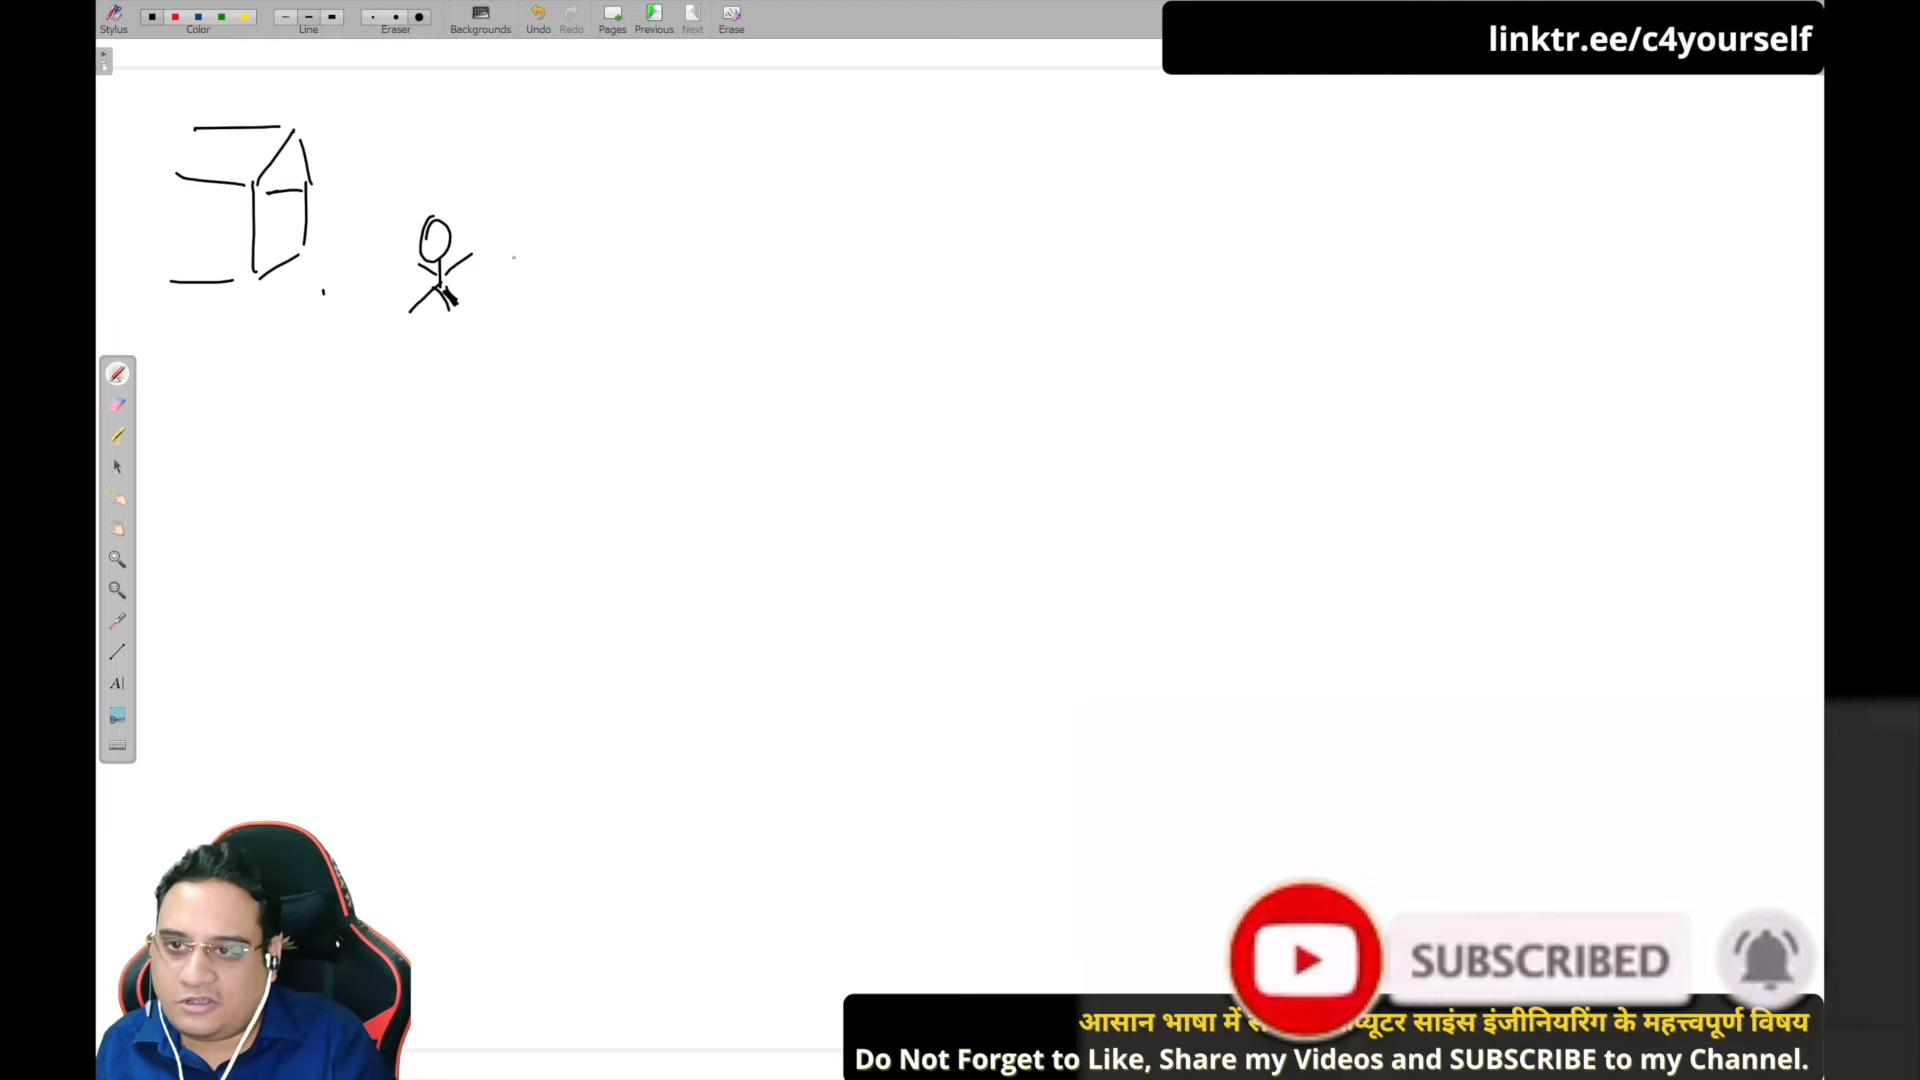 linktr.ee/c4yourself
Stylus Color Line Eraser Backgrounds Undo Redo Pages Previous Next Erase
A
SUBSCRIBED
आसान भाषा में साइंस इंजीनियरिंग के महत्त्वपूर्ण विषय
Do Not Forget to Like, Share my Videos and SUBSCRIBE to my Channel.